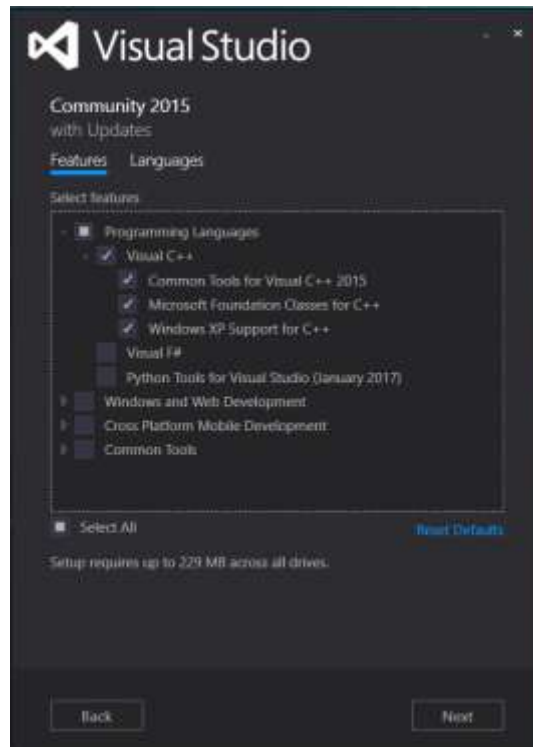 Visual Studio
Community 2015
with Updates
Features Languages
Select features
Programming Languages
Visual C++
Common Tools for Visual C++ 2015
Microsoft Foundation Classes for C++
Windows XP Support for C++
Visual F#
Python Tools for Visual Studio (January 2017)
Windows and Web Development
Cross Platform Mobile Development
Common Tools
Select All Reset Defaults
Setup requires up to 229 MB across all drives.
Back Next